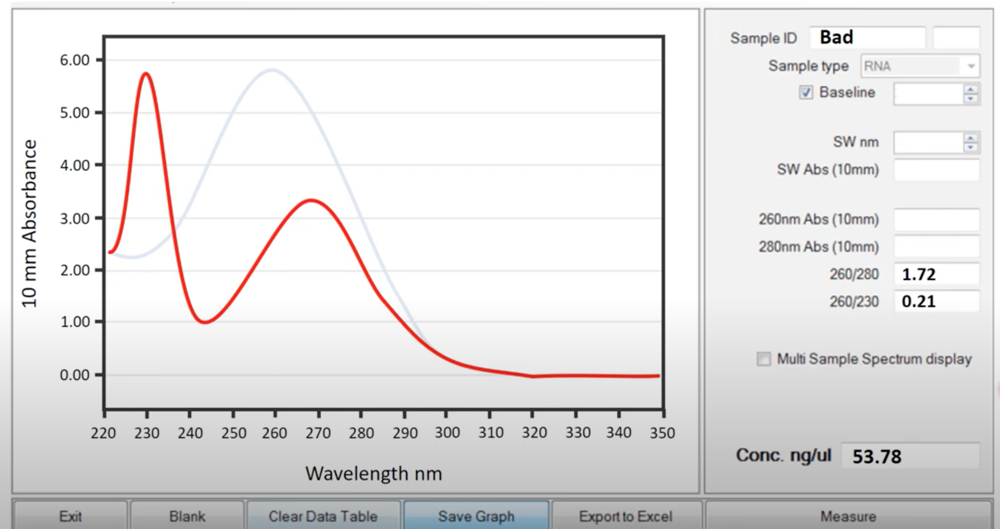 6.00
5.00
4.00
3.00
2.00
1.00
0.00
10 mm Absorbance
220 230 240 250 260 270 280 290 300 310 320 330 340 350
Wavelength nm
Sample ID Bad
Sample type RNA
Baseline
SW nm
SW Abs (10mm)
260nm Abs (10mm)
280nm Abs (10mm)
260/280 1.72
260/230 0.21
Multi Sample Spectrum display
Conc. ng/ul 53.78
Exit Blank Clear Data Table Save Graph Export to Excel Measure